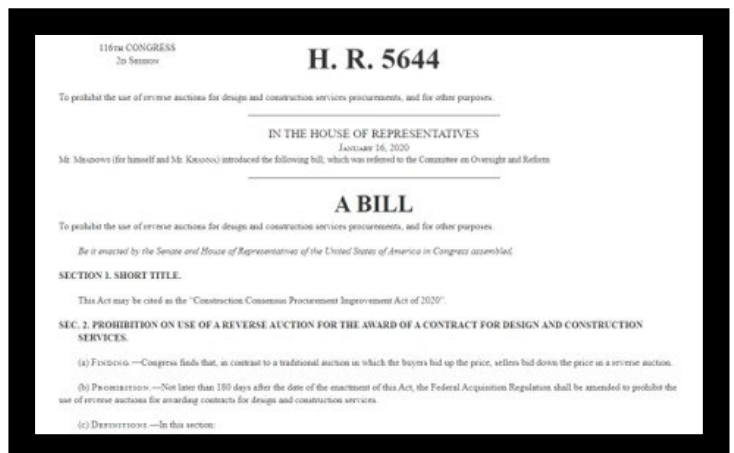 116TH CONGRESS
2D SESSION
H. R. 5644
To prohibit the use of reverse auctions for design and construction services procurements, and for other purposes.
IN THE HOUSE OF REPRESENTATIVES
JANUARY 16, 2020
Mr. MEADOWS (for himself and Mr. KHANNA) introduced the following bill; which was referred to the Committee on Oversight and Reform
A BILL
To prohibit the use of reverse auctions for design and construction services procurements, and for other purposes.
Be it enacted by the Senate and House of Representatives of the United States of America in Congress assembled,
SECTION 1. SHORT TITLE.
This Act may be cited as the “Construction Consensus Procurement Improvement Act of 2020”.
SEC. 2. PROHIBITION ON USE OF A REVERSE AUCTION FOR THE AWARD OF A CONTRACT FOR DESIGN AND CONSTRUCTION
SERVICES.
(a) FINDING.—Congress finds that, in contrast to a traditional auction in which the buyers bid up the price, sellers bid down the price in a reverse auction.
(b) PROHIBITION.—Not later than 180 days after the date of the enactment of this Act, the Federal Acquisition Regulation shall be amended to prohibit the
use of reverse auctions for awarding contracts for design and construction services.
(c) DEFINITIONS.—In this section: